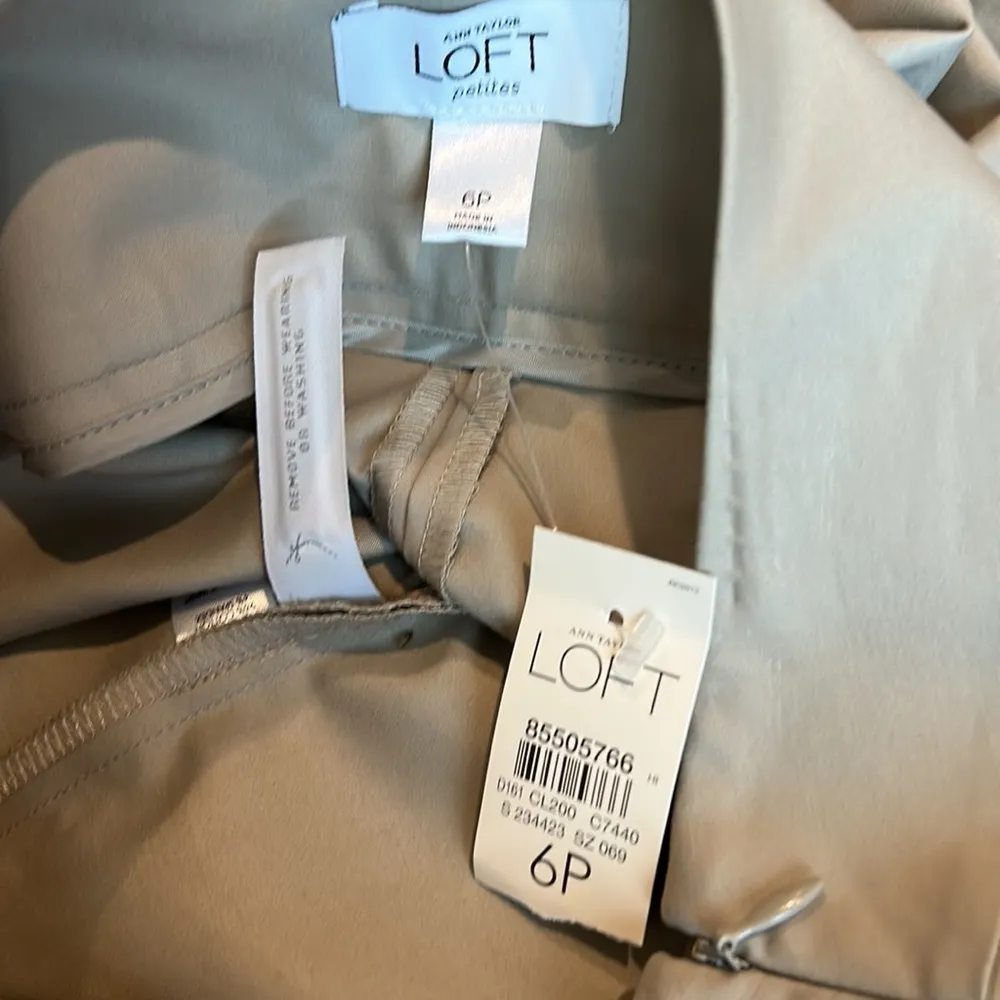 ANN TAYLOR
LOFT
petites
6P
MADE IN
INDONESIA
REMOVE BEFORE WEARING
OR WASHING
ANN TAY
LOFT
85505766
D161 CL200 C7440
S 234423 SZ 069
6P